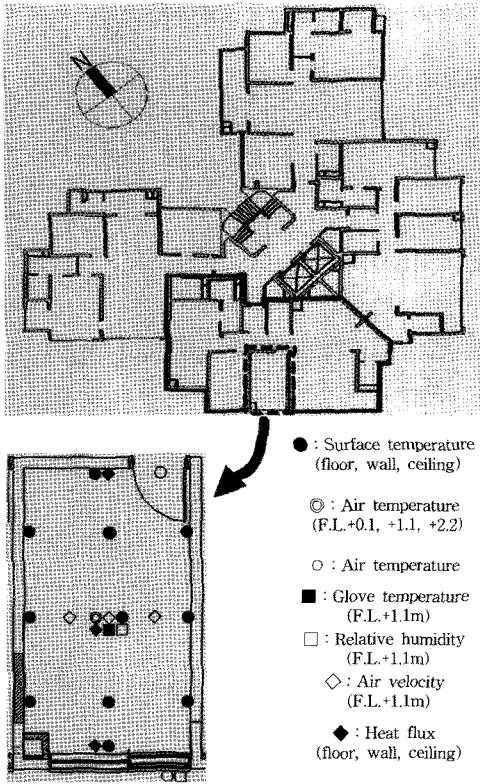 N
● : Surface temperature
(floor, wall, ceiling)
◎ : Air temperature
(F.L.+0.1, +1.1, +2.2)
○ : Air temperature
■ : Glove temperature
(F.L.+1.1m)
□ : Relative humidity
(F.L.+1.1m)
◇ : Air velocity
(F.L.+1.1m)
◆ : Heat flux
(floor, wall, ceiling)